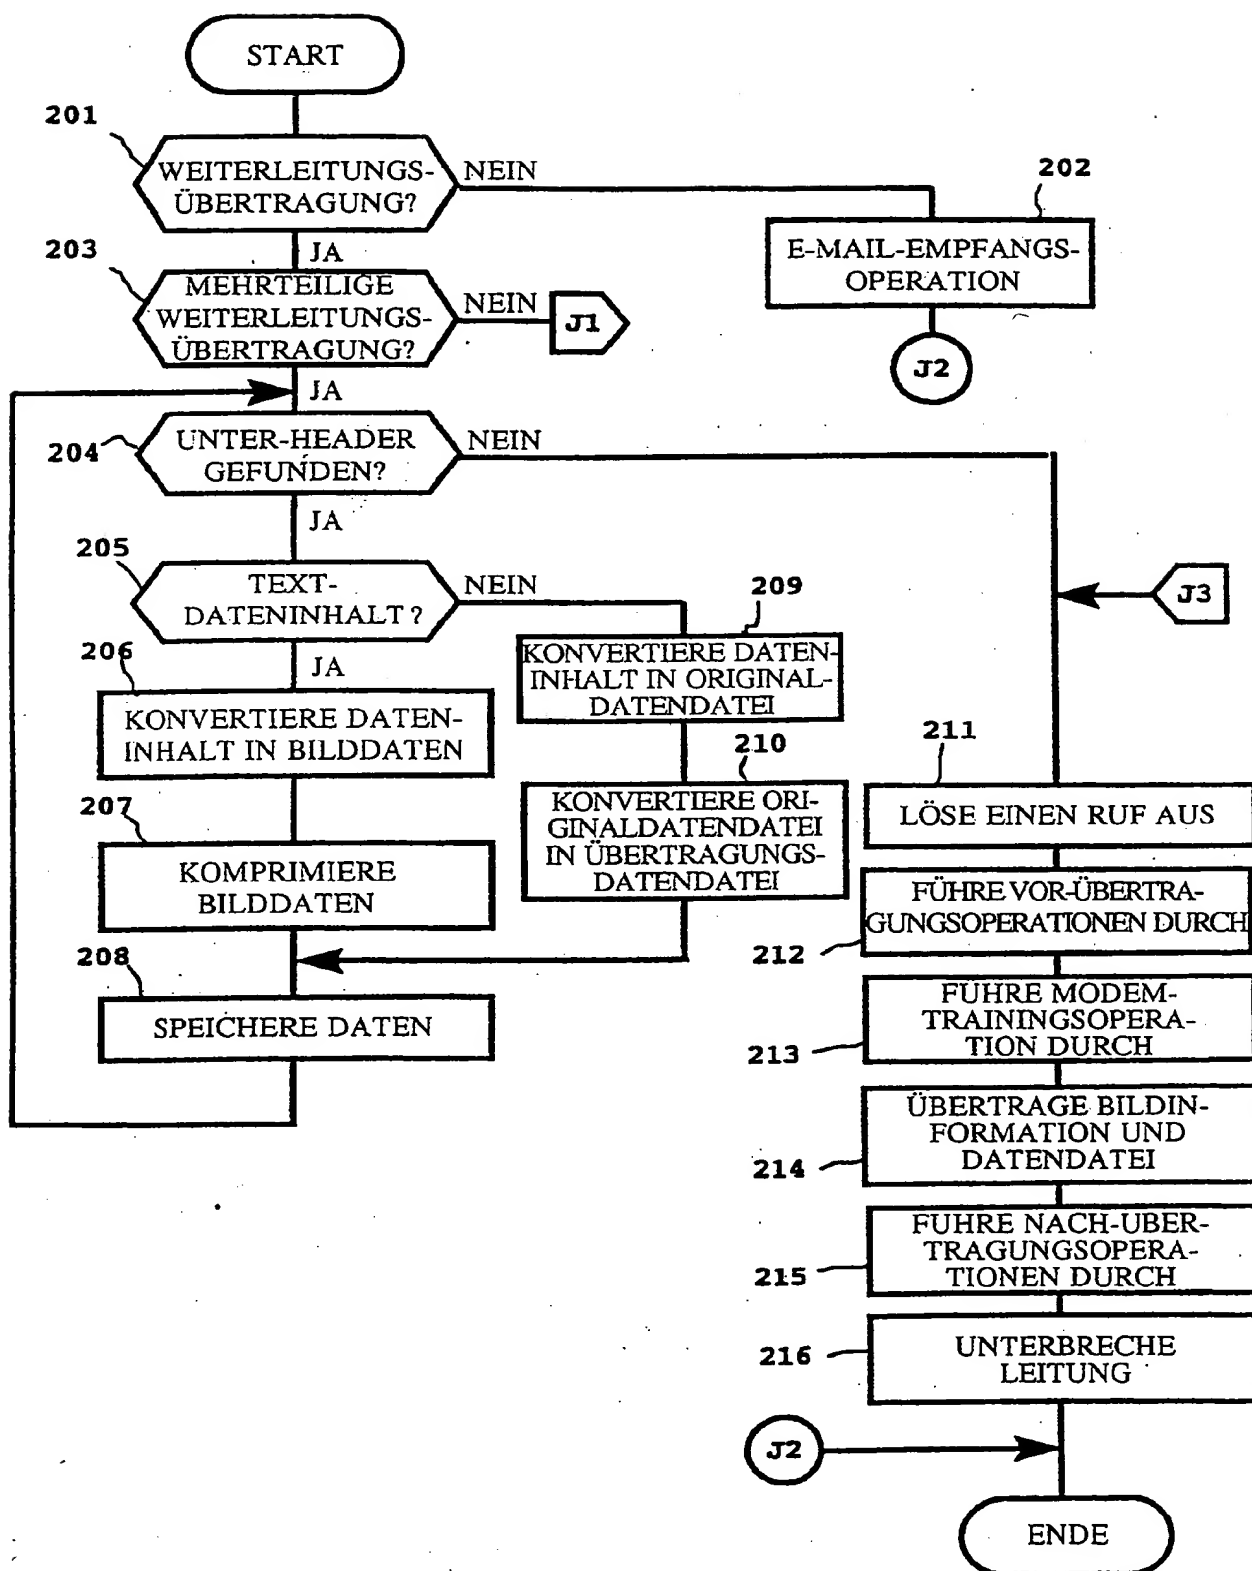 START
201
WEITERLEITUNGS-
ÜBERTRAGUNG?
NEIN
JA
202
E-MAIL-EMPFANGS-
OPERATION
J2
203
MEHRTEILIGE
WEITERLEITUNGS-
ÜBERTRAGUNG?
NEIN
J1
JA
204
UNTER-HEADER
GEFUNDEN?
NEIN
JA
205
TEXT-
DATENINHALT?
NEIN
JA
206
KONVERTIERE DATEN-
INHALT IN BILDDATEN
207
KOMPRIMIERE
BILDDATEN
208
SPEICHERE DATEN
209
KONVERTIERE DATEN-
INHALT IN ORIGINAL-
DATENDATEI
210
KONVERTIERE ORI-
GINALDATENDATEI
IN ÜBERTRAGUNGS-
DATENDATEI
J3
211
LÖSE EINEN RUF AUS
212
FÜHRE VOR-ÜBERTRA-
GUNGSOPERATIONEN DURCH
213
FUHRE MODEM-
TRAININGSOPERA-
TION DURCH
214
ÜBERTRAGE BILDIN-
FORMATION UND
DATENDATEI
215
FUHRE NACH-UBER-
TRAGUNGSOPERA-
TIONEN DURCH
216
UNTERBRECHE
LEITUNG
J2
ENDE